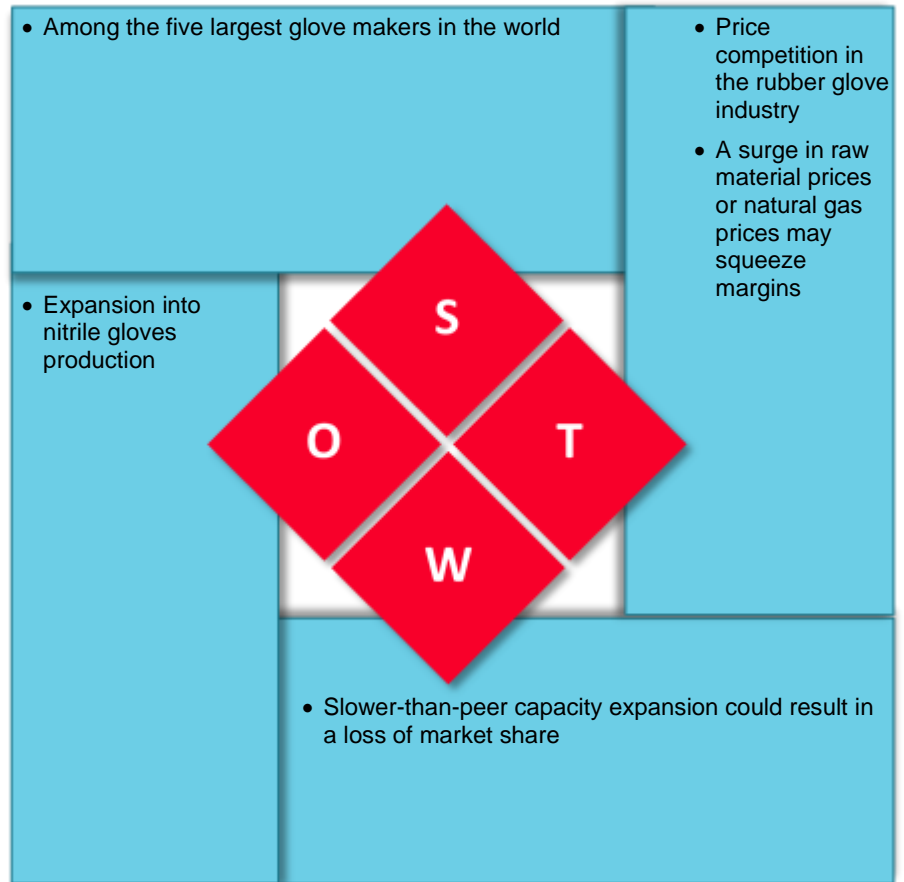 • Among the five largest glove makers in the world
• Price
competition in
the rubber glove
industry
• A surge in raw
material prices
or natural gas
prices may
squeeze
margins
• Expansion into
nitrile gloves
production
S
O
T
W
• Slower-than-peer capacity expansion could result in
a loss of market share